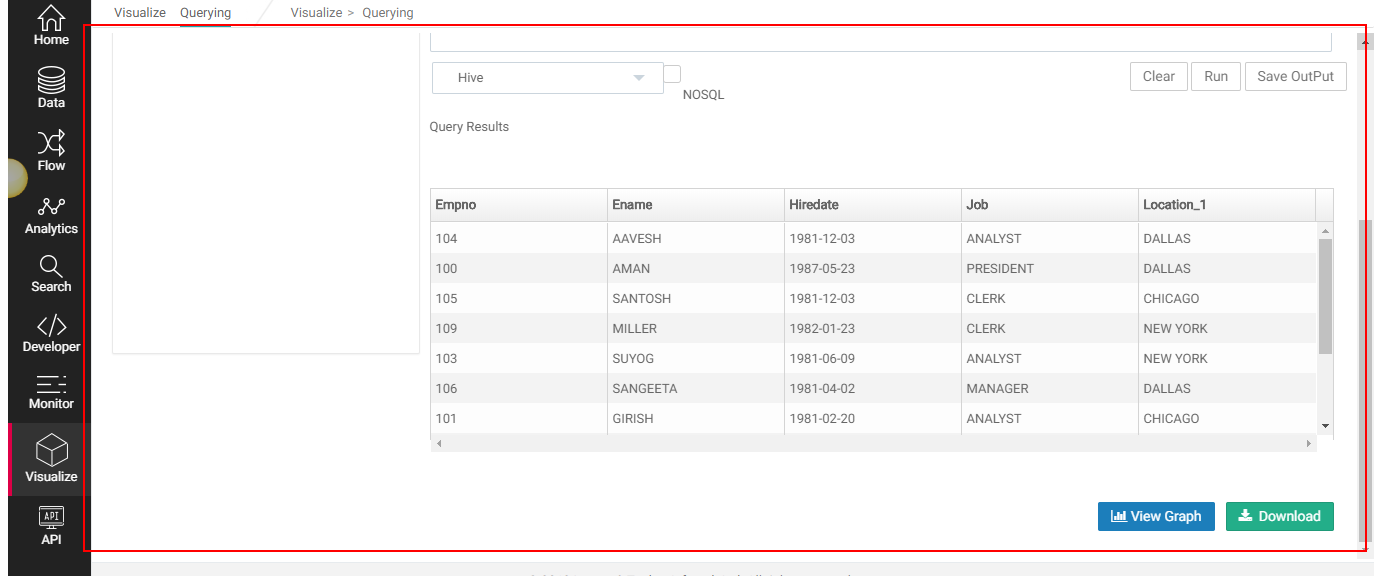 Visualize Querying Visualize > Querying
Home
Data
Flow
Analytics
Search
Developer
Monitor
Visualize
API
API
Hive
NOSQL
Clear Run Save OutPut
Query Results
Empno Ename Hiredate Job Location_1
104 AAVESH 1981-12-03 ANALYST DALLAS
100 AMAN 1987-05-23 PRESIDENT DALLAS
105 SANTOSH 1981-12-03 CLERK CHICAGO
109 MILLER 1982-01-23 CLERK NEW YORK
103 SUYOG 1981-06-09 ANALYST NEW YORK
106 SANGEETA 1981-04-02 MANAGER DALLAS
101 GIRISH 1981-02-20 ANALYST CHICAGO
View Graph Download